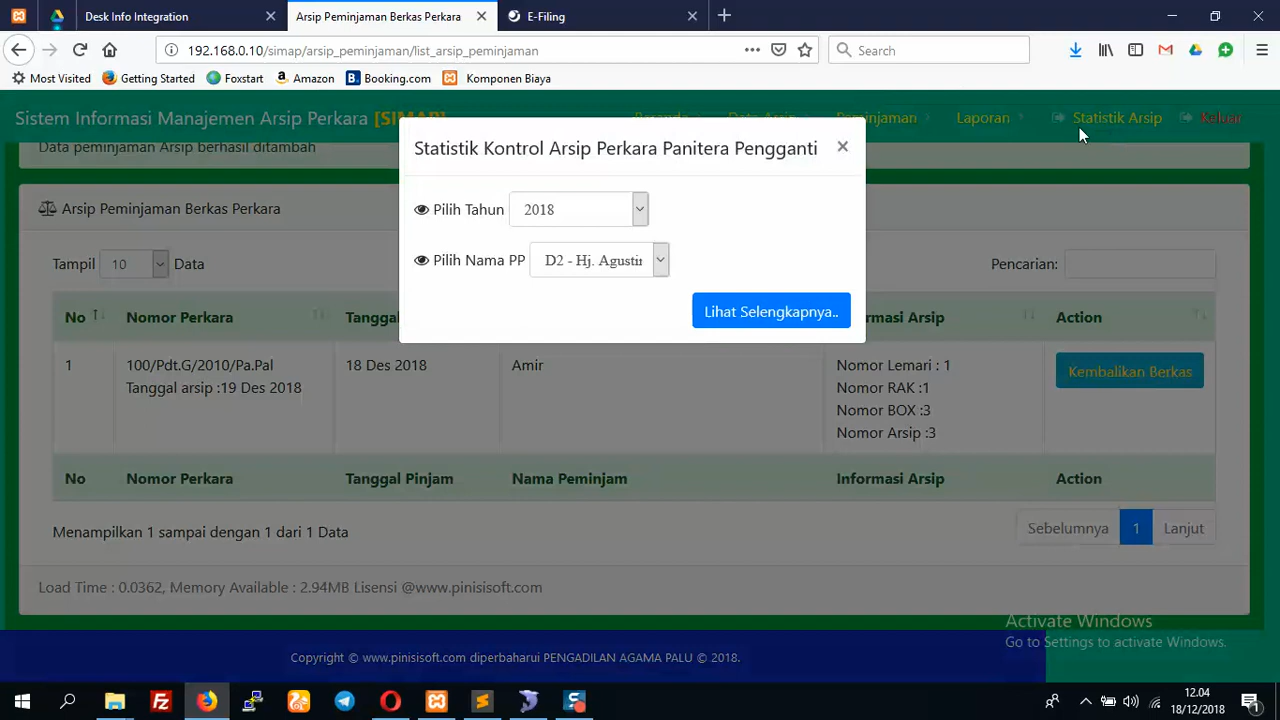 Desk Info Integration
Arsip Peminjaman Berkas Perkara
E-Filing
192.168.0.10/simap/arsip_peminjaman/list_arsip_peminjaman
Search
Most Visited
Getting Started
Foxstart
Amazon
Booking.com
Komponen Biaya
Sistem Informasi Manajemen Arsip Perkara [SIMAP]
Beranda
Data Arsip
Peminjaman
Laporan
Statistik Arsip
Keluar
Data peminjaman Arsip berhasil ditambah
Statistik Kontrol Arsip Perkara Panitera Pengganti ×
Pilih Tahun 2018
Pilih Nama PP D2 - Hj. Agustin
Lihat Selengkapnya..
Arsip Peminjaman Berkas Perkara
Tampil 10 Data
Pencarian:
No Nomor Perkara Action
1 100/Pdt.G/2010/Pa.Pal 18 Des 2018 Amir Nomor Lemari : 1 Kembalikan Berkas
Tanggal arsip :19 Des 2018 Nomor RAK :1
Nomor BOX :3
Nomor Arsip :3
No Nomor Perkara Tanggal Pinjam Nama Peminjam Informasi Arsip Action
Menampilkan 1 sampai dengan 1 dari 1 Data
Sebelumnya 1 Lanjut
Load Time : 0.0362, Memory Available : 2.94MB Lisensi @www.pinisisoft.com
Activate Windows
Go to Settings to activate Windows.
Copyright © www.pinisisoft.com diperbaharui PENGADILAN AGAMA PALU © 2018.
12.04
18/12/2018